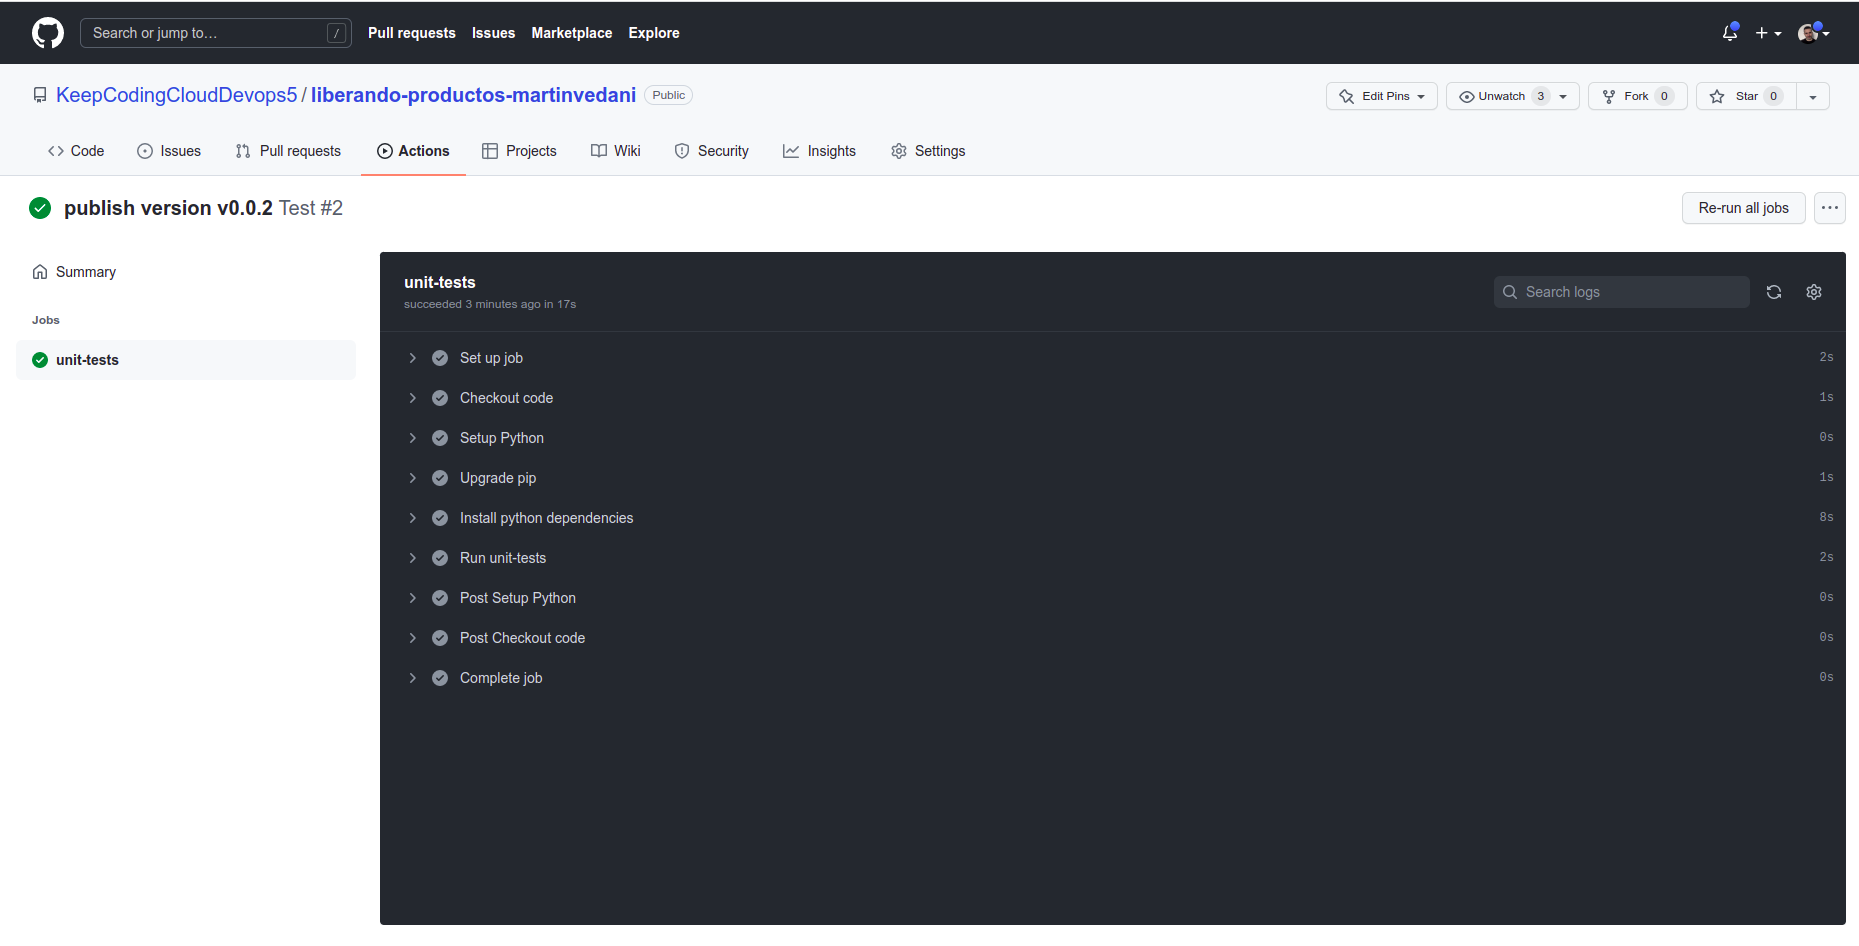 Search or jump to… / Pull requests Issues Marketplace Explore
KeepCodingCloudDevops5 / liberando-productos-martinvedani Public Edit Pins Unwatch 3 Fork 0 Star 0
Code Issues Pull requests Actions Projects Wiki Security Insights Settings
publish version v0.0.2 Test #2 Re-run all jobs
Summary
Jobs
unit-tests
unit-tests
succeeded 3 minutes ago in 17s
Search logs
Set up job 2s
Checkout code 1s
Setup Python 0s
Upgrade pip 1s
Install python dependencies 8s
Run unit-tests 2s
Post Setup Python 0s
Post Checkout code 0s
Complete job 0s